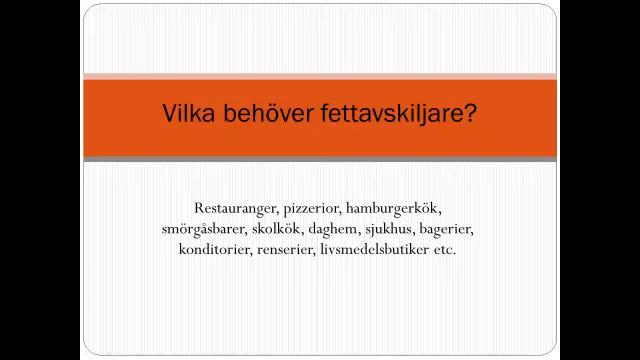 Vilka behöver fettavskiljare?
Restauranger, pizzerior, hamburgerkök,
smörgåsbarer, skolkök, daghem, sjukhus, bagerier,
konditorier, renserier, livsmedelsbutiker etc.